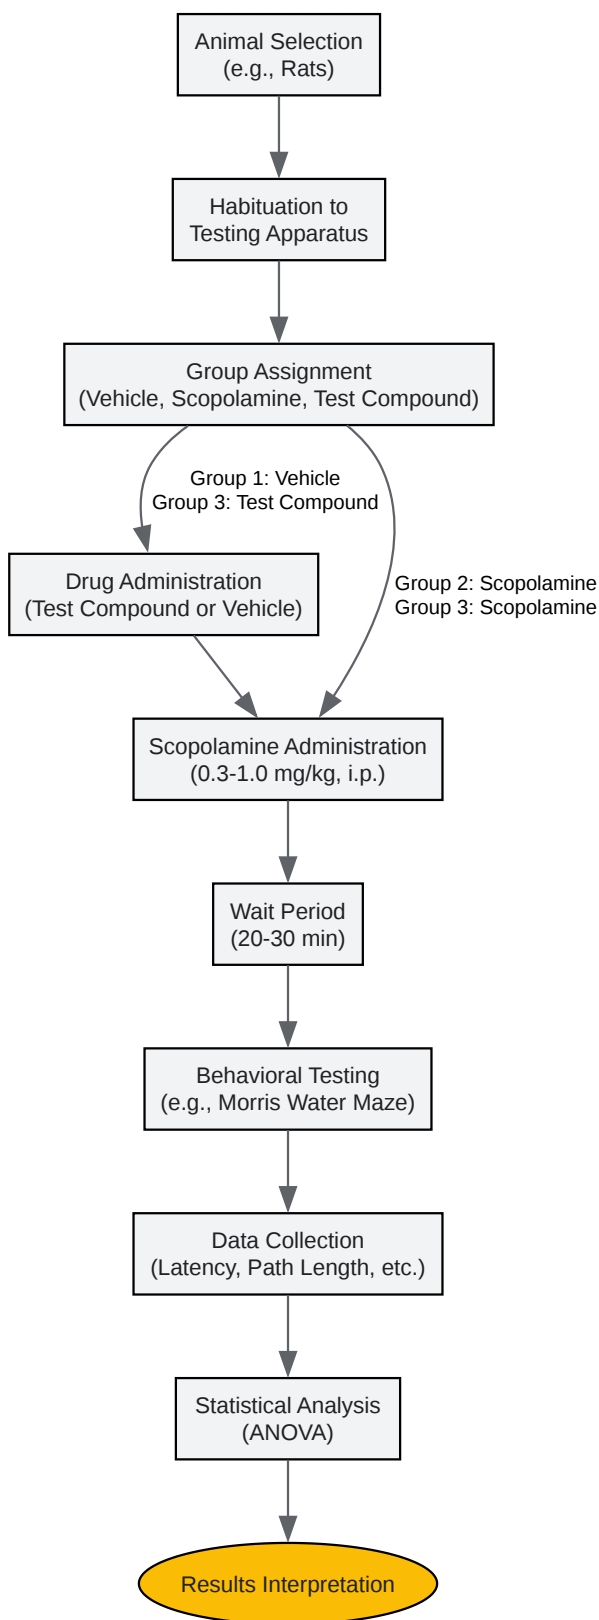 Animal Selection
(e.g., Rats)
Habituation to
Testing Apparatus
Group Assignment
(Vehicle, Scopolamine, Test Compound)
Group 1: Vehicle
Group 3: Test Compound
Drug Administration
(Test Compound or Vehicle)
Group 2: Scopolamine
Group 3: Scopolamine
Scopolamine Administration
(0.3-1.0 mg/kg, i.p.)
Wait Period
(20-30 min)
Behavioral Testing
(e.g., Morris Water Maze)
Data Collection
(Latency, Path Length, etc.)
Statistical Analysis
(ANOVA)
Results Interpretation